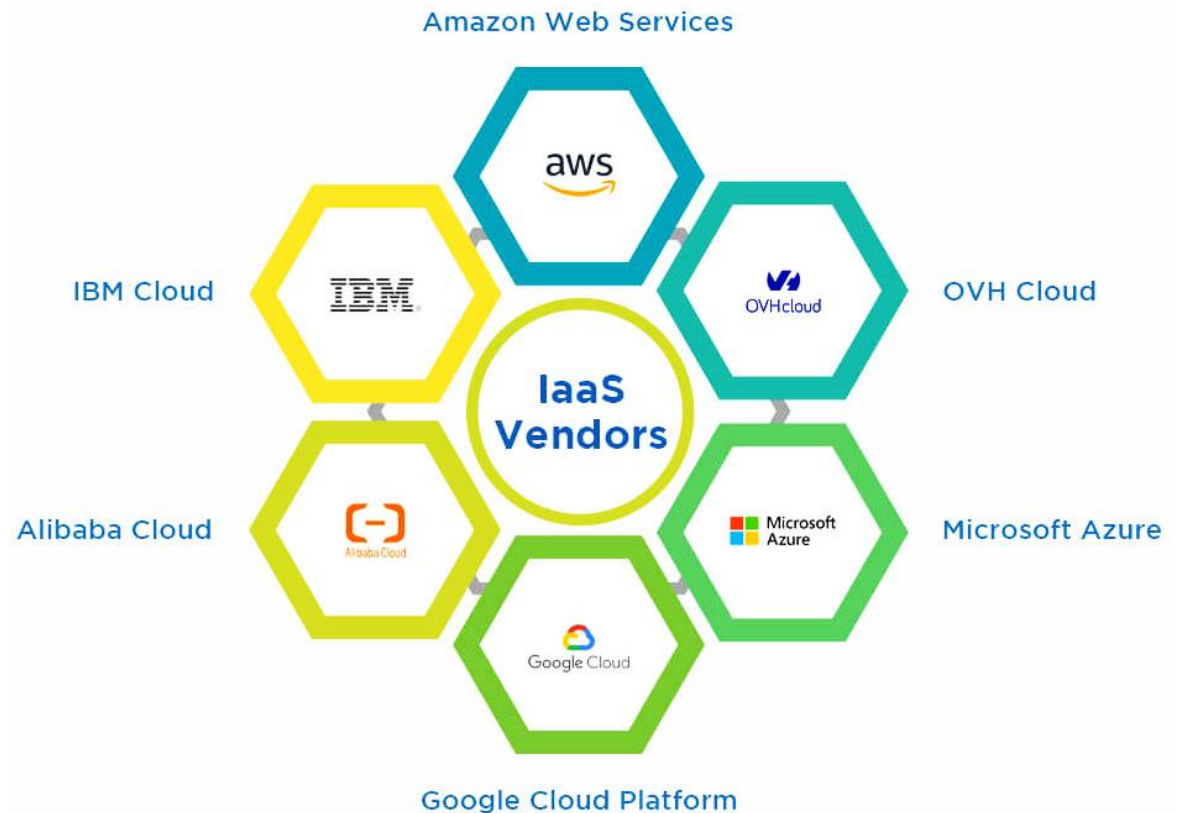 Amazon Web Services
aws
IBM Cloud
IBM
OVHcloud
OVH Cloud
IaaS
Vendors
Alibaba Cloud
Alibaba Cloud
Microsoft
Azure
Microsoft Azure
Google Cloud
Google Cloud Platform